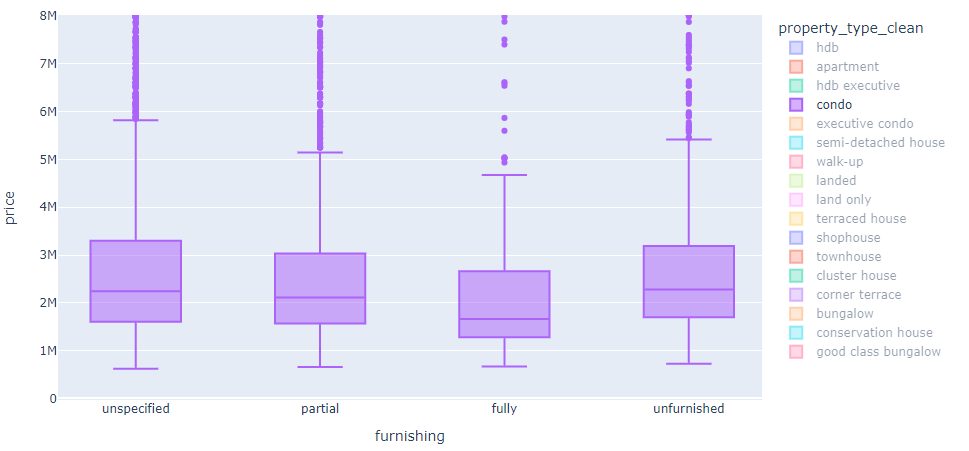 8M
7M
6M
5M
4M
3M
2M
1M
0
price
unspecified
partial
fully
unfurnished
furnishing
property_type_clean
hdb
apartment
hdb executive
condo
executive condo
semi-detached house
walk-up
landed
land only
terraced house
shophouse
townhouse
cluster house
corner terrace
bungalow
conservation house
good class bungalow